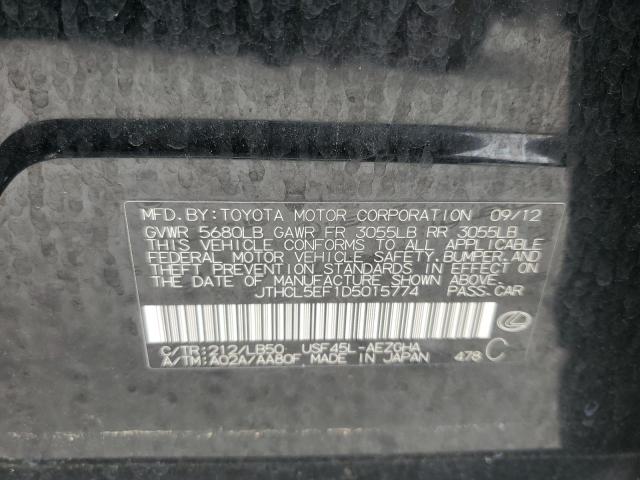 MFD. BY: TOYOTA MOTOR CORPORATION 09/12
GVWR 5680LB GAWR FR 3055LB RR 3055LB
THIS VEHICLE CONFORMS TO ALL APPLICABLE
FEDERAL MOTOR VEHICLE SAFETY, BUMPER, AND
THEFT PREVENTION STANDARDS IN EFFECT ON
THE DATE OF MANUFACTURE SHOWN ABOVE.
JTHCL5EF1D5015774 PASS. CAR
C/TR: 212/LB50 USF45L-AEZGHA
A/TM: A02A/AA80F MADE IN JAPAN 478 C